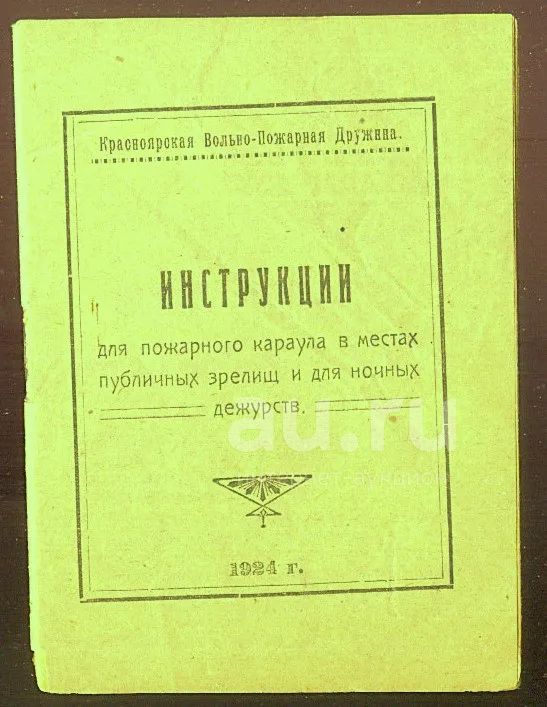 Красноярская Вольно-Пожарная Дружина.
ИНСТРУКЦИИ
для пожарного караула в местах
публичных зрелищ и для ночных
дежурств.
au.ru
1924 г.